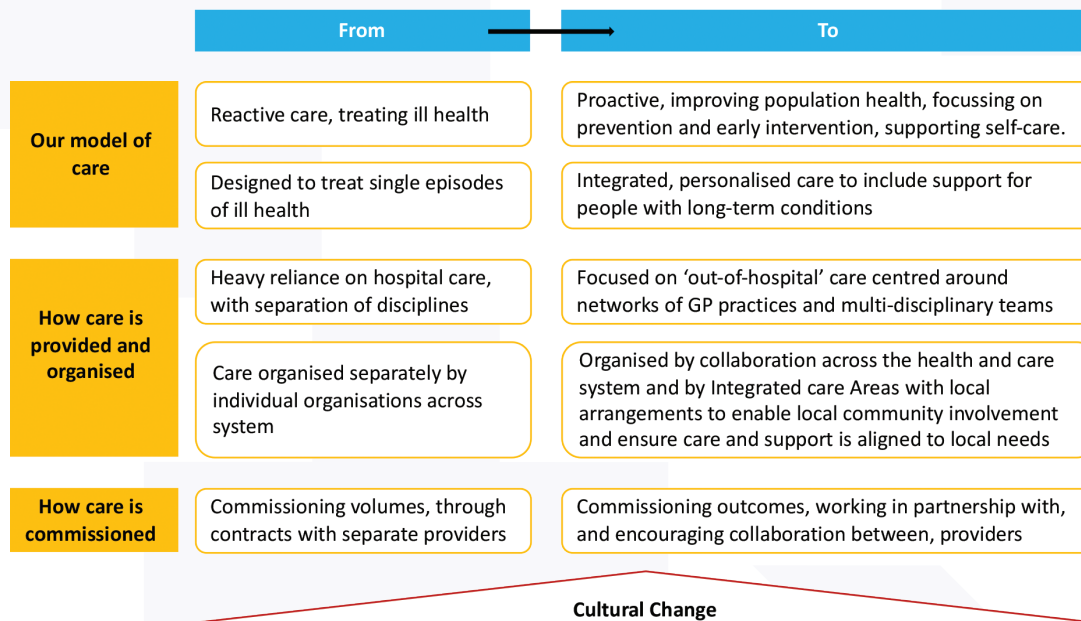 From
To
Our model of
care
Reactive care, treating ill health
Proactive, improving population health, focussing on
prevention and early intervention, supporting self-care.
Designed to treat single episodes
of ill health
Integrated, personalised care to include support for
people with long-term conditions
How care is
provided and
organised
Heavy reliance on hospital care,
with separation of disciplines
Focused on ‘out-of-hospital’ care centred around
networks of GP practices and multi-disciplinary teams
Care organised separately by
individual organisations across
system
Organised by collaboration across the health and care
system and by Integrated care Areas with local
arrangements to enable local community involvement
and ensure care and support is aligned to local needs
How care is
commissioned
Commissioning volumes, through
contracts with separate providers
Commissioning outcomes, working in partnership with,
and encouraging collaboration between, providers
Cultural Change